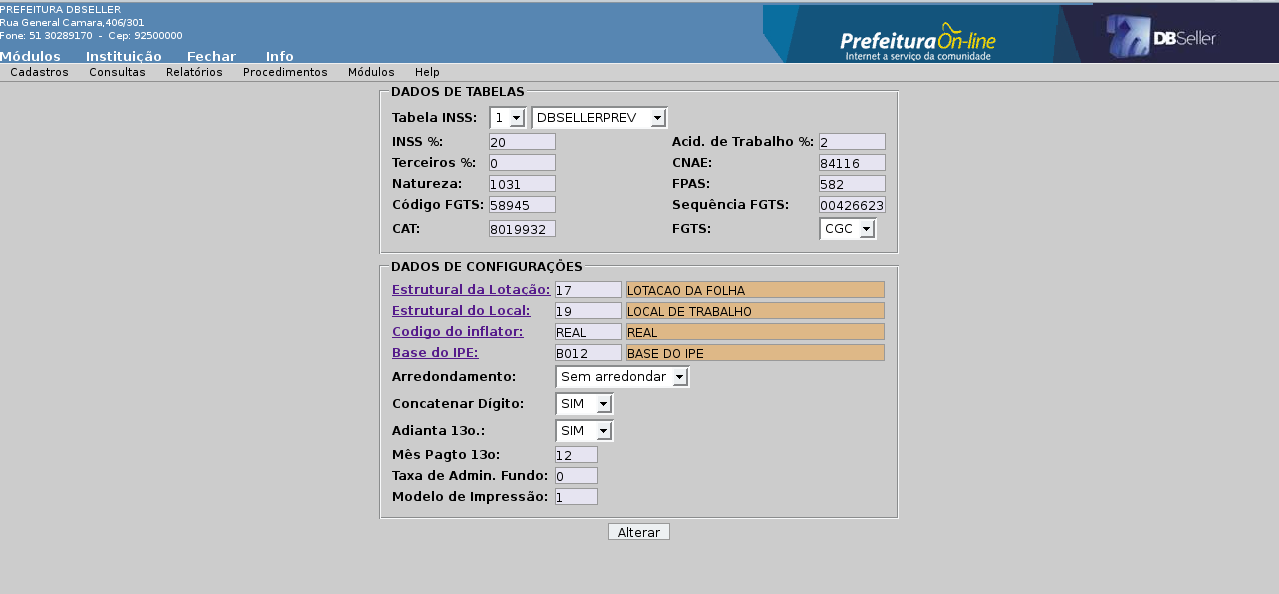 PREFEITURA DBSELLER
Rua General Camara,406/301
Fone: 51 30289170 - Cep: 92500000
Prefeitura On-line
Internet a serviço da comunidade
DBSeller
Módulos Instituição Fechar Info
Cadastros Consultas Relatórios Procedimentos Módulos Help
DADOS DE TABELAS
Tabela INSS: 1 DBSELLERPREV
INSS %: 20 Acid. de Trabalho %: 2
Terceiros %: 0 CNAE: 84116
Natureza: 1031 FPAS: 582
Código FGTS: 58945 Sequência FGTS: 00426623
CAT: 8019932 FGTS: CGC
DADOS DE CONFIGURAÇÕES
Estrutural da Lotação: 17 LOTACAO DA FOLHA
Estrutural do Local: 19 LOCAL DE TRABALHO
Codigo do inflator: REAL REAL
Base do IPE: B012 BASE DO IPE
Arredondamento: Sem arredondar
Concatenar Dígito: SIM
Adianta 13o.: SIM
Mês Pagto 13o: 12
Taxa de Admin. Fundo: 0
Modelo de Impressão: 1
Alterar